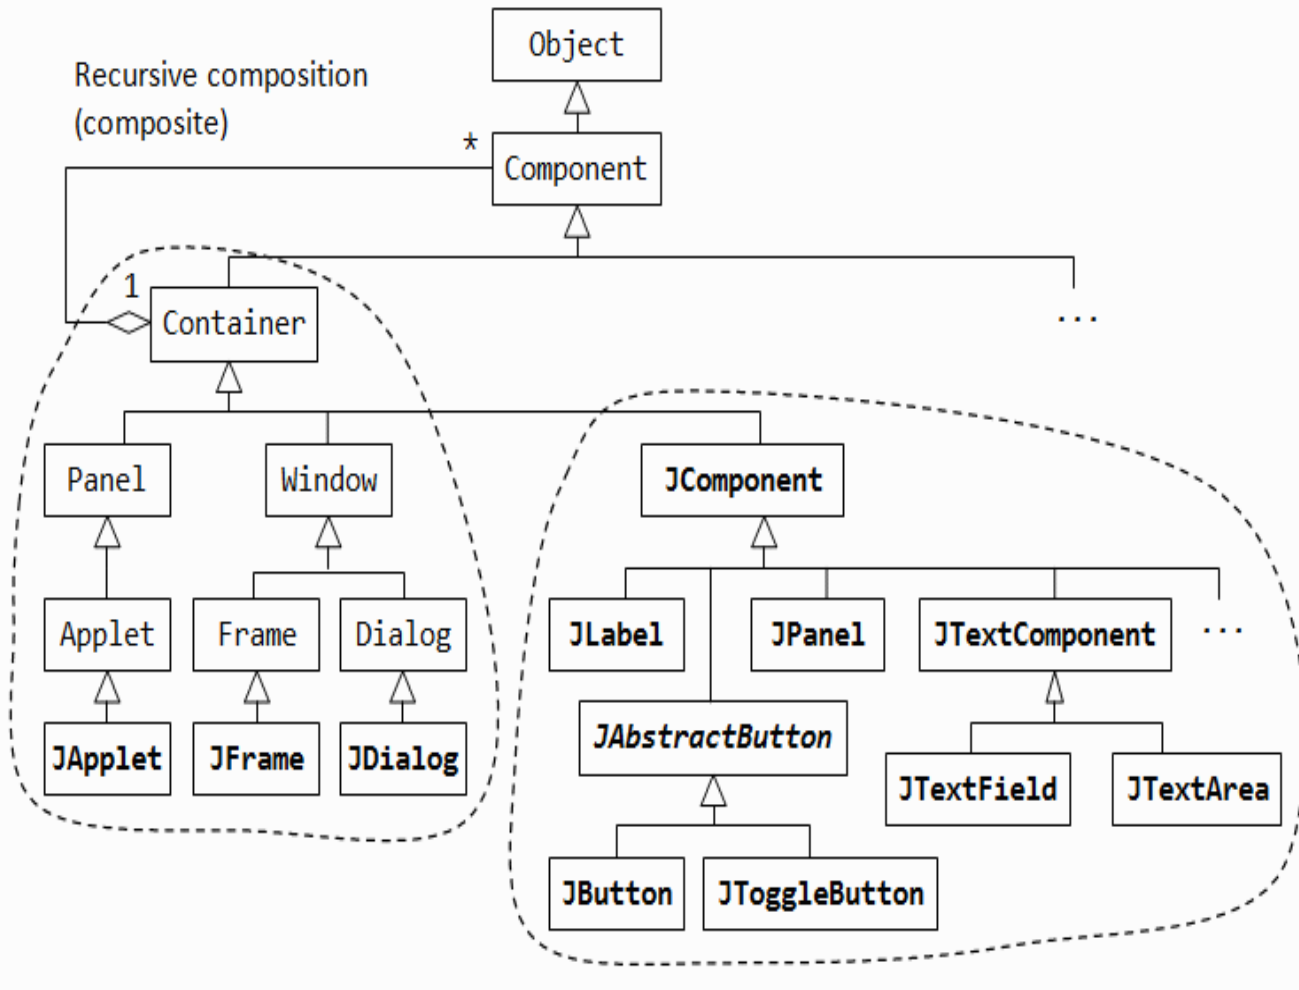 Object
Recursive composition
(composite)
*
Component
1
Container
...
Panel
Window
JComponent
Applet
Frame
Dialog
JLabel
JPanel
JTextComponent
...
JApplet
JFrame
JDialog
JAbstractButton
JTextField
JTextArea
JButton
JToggleButton